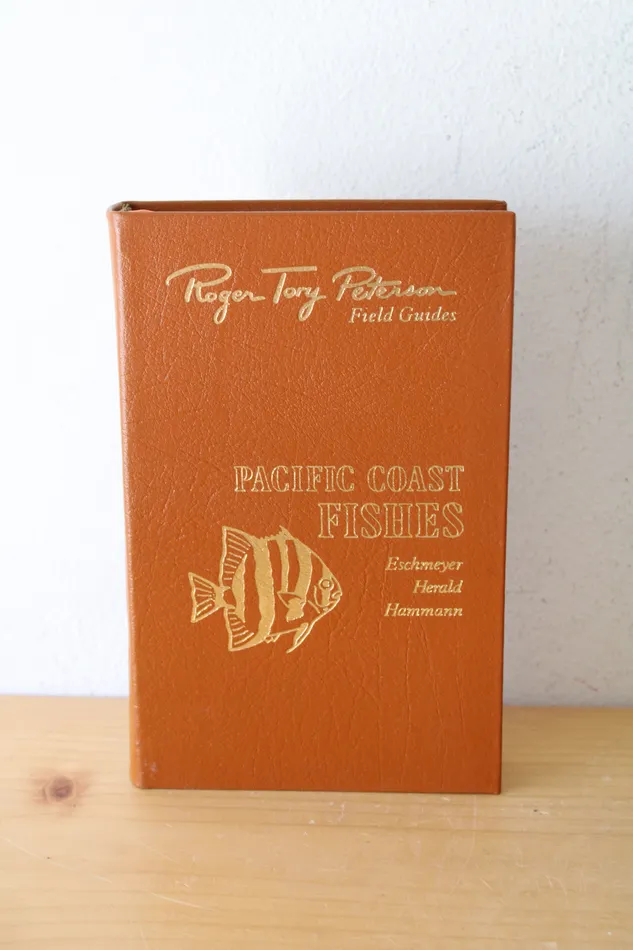 Roger Tory Peterson
Field Guides
PACIFIC COAST
FISHES
Eschmeyer
Herald
Hammann